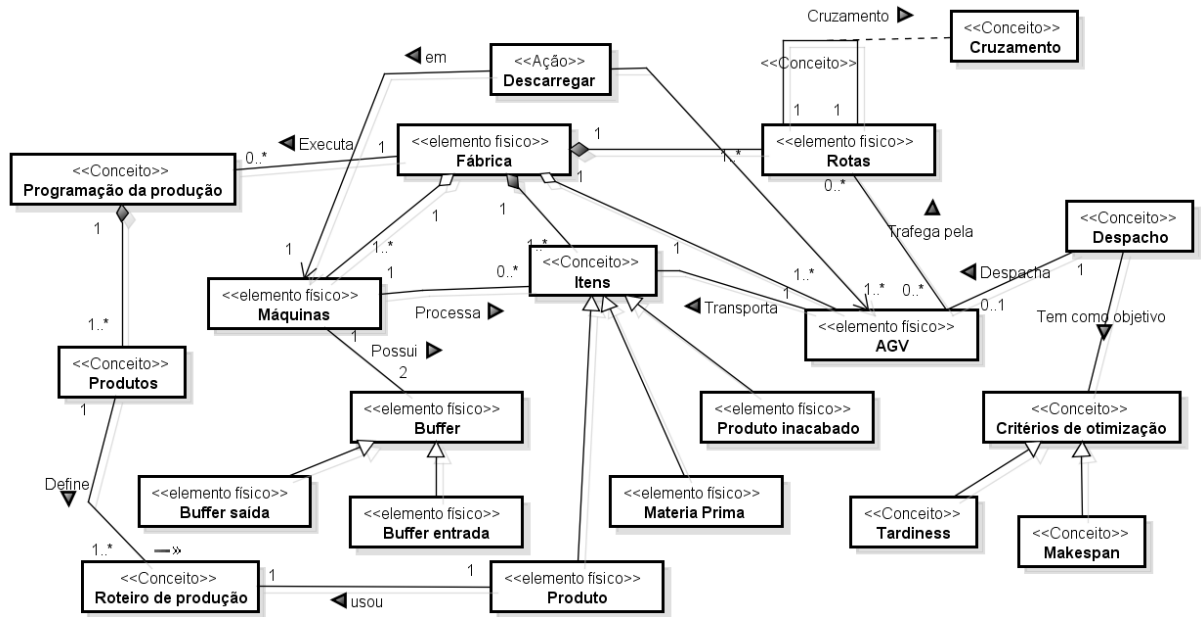 Cruzamento
<<Conceito>>
Cruzamento
em
<<Ação>>
Descarregar
<<Conceito>>
1
1
<<elemento físico>>
Fábrica
1
1..*
<<elemento físico>>
Rotas
Executa
1
0..*
<<Conceito>>
Programação da produção
1
1
1
1
0..*
Trafega pela
<<Conceito>>
Despacho
1
1..*
1..*
1
<<elemento físico>>
Máquinas
1
Processa
0..*
<<Conceito>>
Itens
1
Transporta
1
1..*
1..*
0..*
Despacha
0..1
<<elemento físico>>
AGV
Tem como objetivo
1..*
<<Conceito>>
Produtos
1
1
Possui
2
<<elemento físico>>
Buffer
<<elemento físico>>
Produto inacabado
<<Conceito>>
Critérios de otimização
Define
<<elemento físico>>
Buffer saída
<<elemento físico>>
Buffer entrada
<<elemento físico>>
Materia Prima
<<Conceito>>
Tardiness
<<Conceito>>
Makespan
1..*
<<Conceito>>
Roteiro de produção
1
usou
1
<<elemento físico>>
Produto